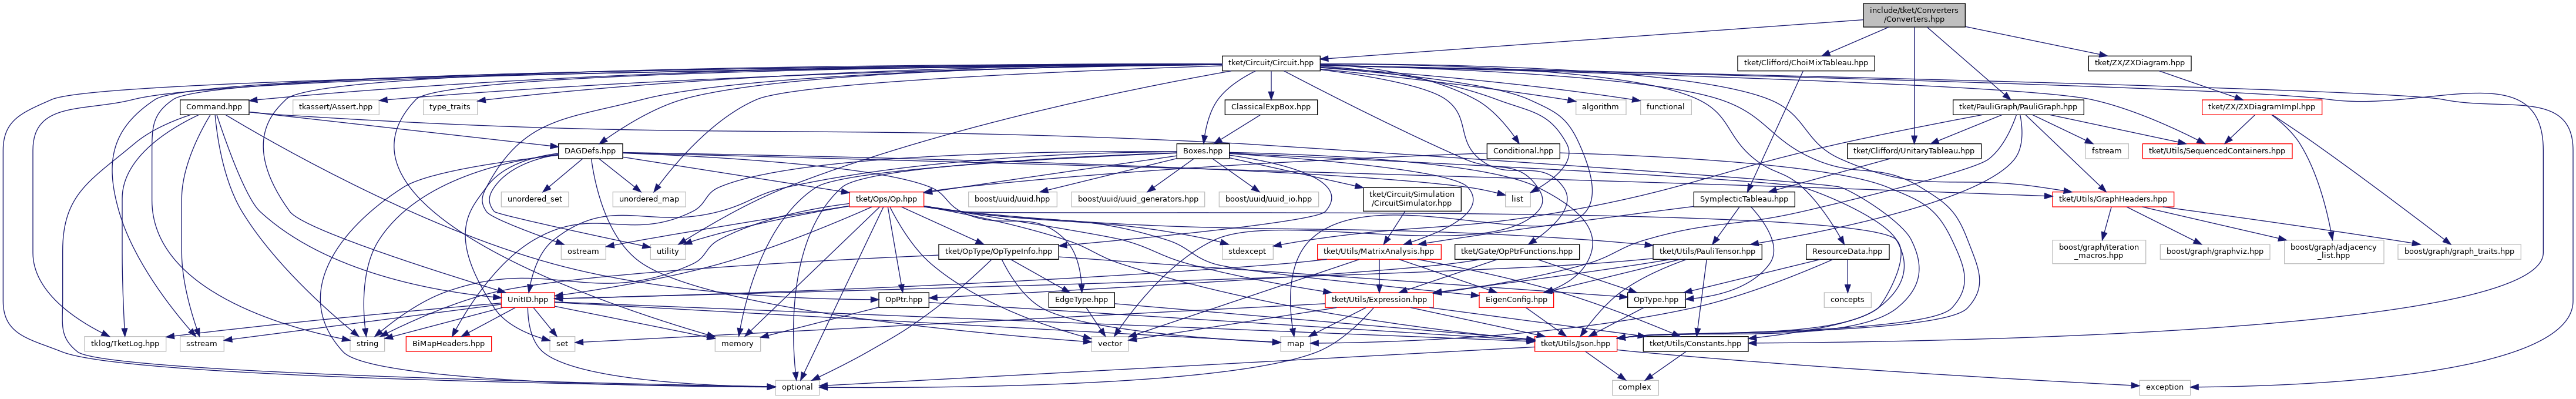 include/tket/Converters
/Converters.hpp
tket/Circuit/Circuit.hpp
tket/Clifford/ChoiMixTableau.hpp
tket/ZX/ZXDiagram.hpp
Command.hpp
tkassert/Assert.hpp
type_traits
ClassicalExpBox.hpp
algorithm
functional
tket/PauliGraph/PauliGraph.hpp
tket/ZX/ZXDiagramImpl.hpp
DAGDefs.hpp
Boxes.hpp
Conditional.hpp
tket/Clifford/UnitaryTableau.hpp
fstream
tket/Utils/SequencedContainers.hpp
unordered_set
unordered_map
tket/Ops/Op.hpp
boost/uuid/uuid.hpp
boost/uuid/uuid_generators.hpp
boost/uuid/uuid_io.hpp
tket/Circuit/Simulation
/CircuitSimulator.hpp
list
SymplecticTableau.hpp
tket/Utils/GraphHeaders.hpp
ostream
utility
tket/OpType/OpTypeInfo.hpp
stdexcept
tket/Utils/MatrixAnalysis.hpp
tket/Gate/OpPtrFunctions.hpp
tket/Utils/PauliTensor.hpp
ResourceData.hpp
boost/graph/iteration
_macros.hpp
boost/graph/graphviz.hpp
boost/graph/adjacency
_list.hpp
boost/graph/graph_traits.hpp
UnitID.hpp
OpPtr.hpp
EdgeType.hpp
tket/Utils/Expression.hpp
EigenConfig.hpp
OpType.hpp
concepts
tklog/TketLog.hpp
sstream
string
BiMapHeaders.hpp
set
memory
vector
map
tket/Utils/Json.hpp
tket/Utils/Constants.hpp
optional
complex
exception